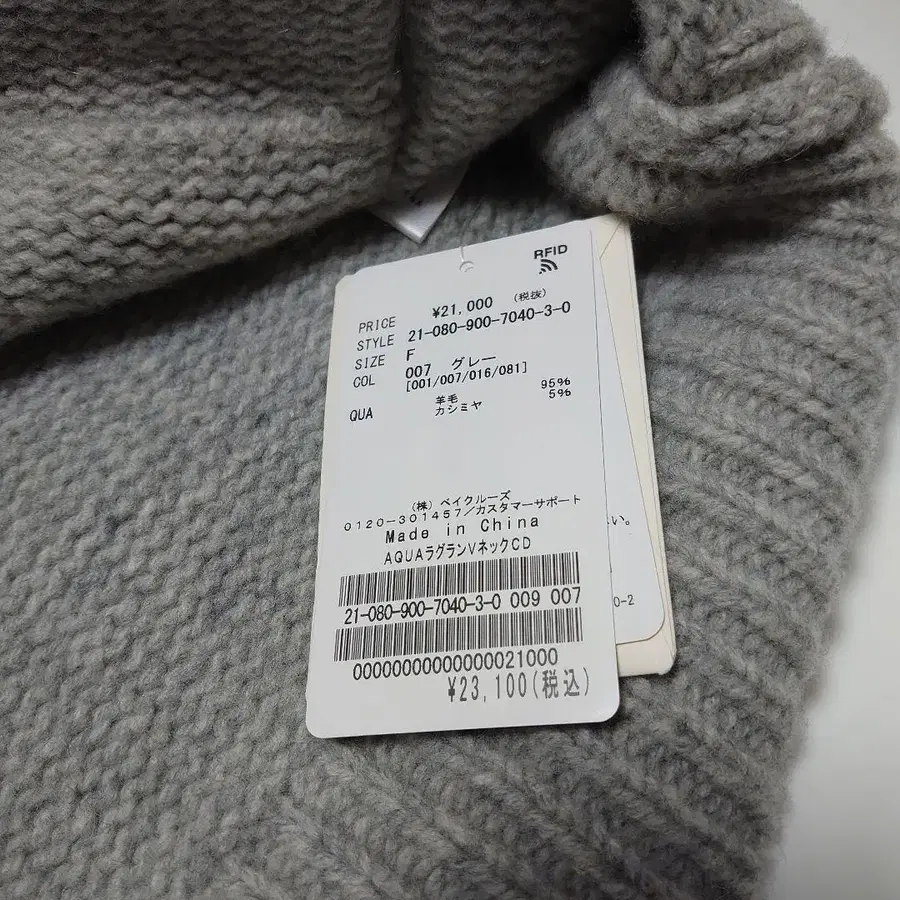 RFID
PRICE ¥21,000 (税抜)
STYLE 21-080-900-7040-3-0
SIZE F
COL 007 グレー
[001/007/016/081]
QUA 羊毛 95%
カシミヤ 5%
(株) ベイクルーズ
0120-301457/カスタマーサポート
Made in China
AQUAラグランVネックCD
21-080-900-7040-3-0 009 007
00000000000000021000
¥23,100(税込)
い。
0-2